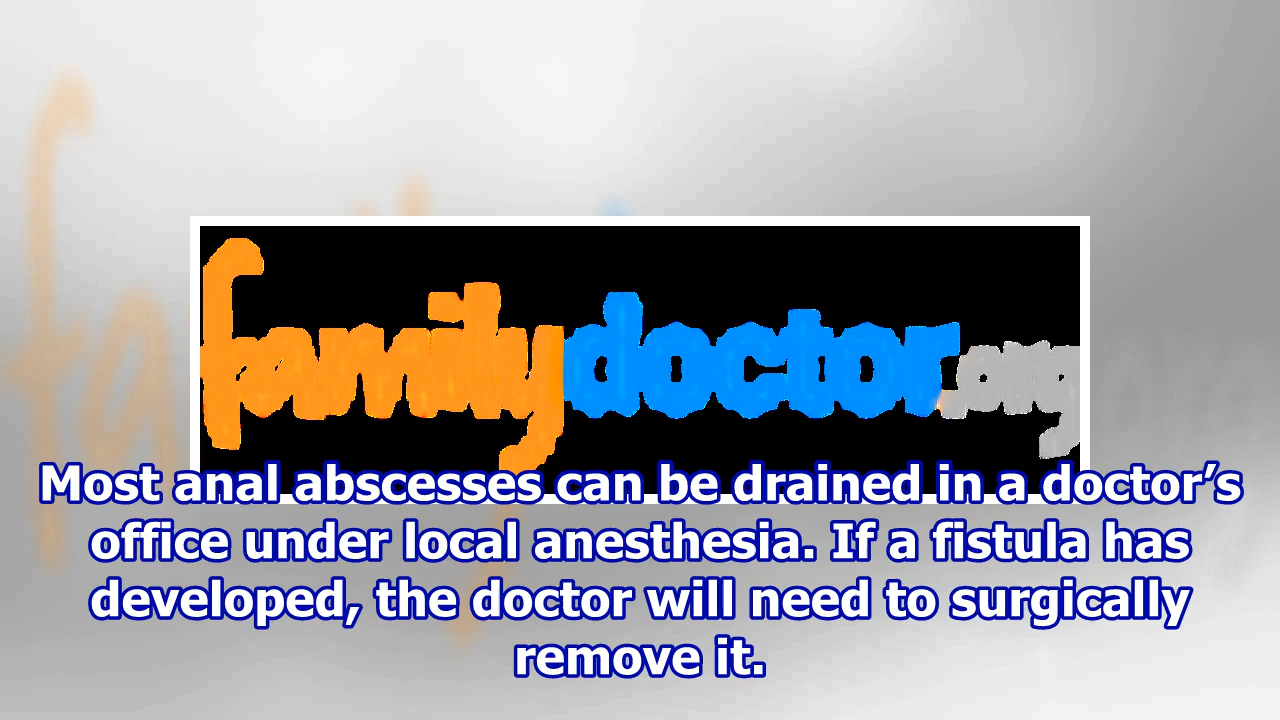 familydoctor.org
Most anal abscesses can be drained in a doctor’s
office under local anesthesia. If a fistula has
developed, the doctor will need to surgically
remove it.